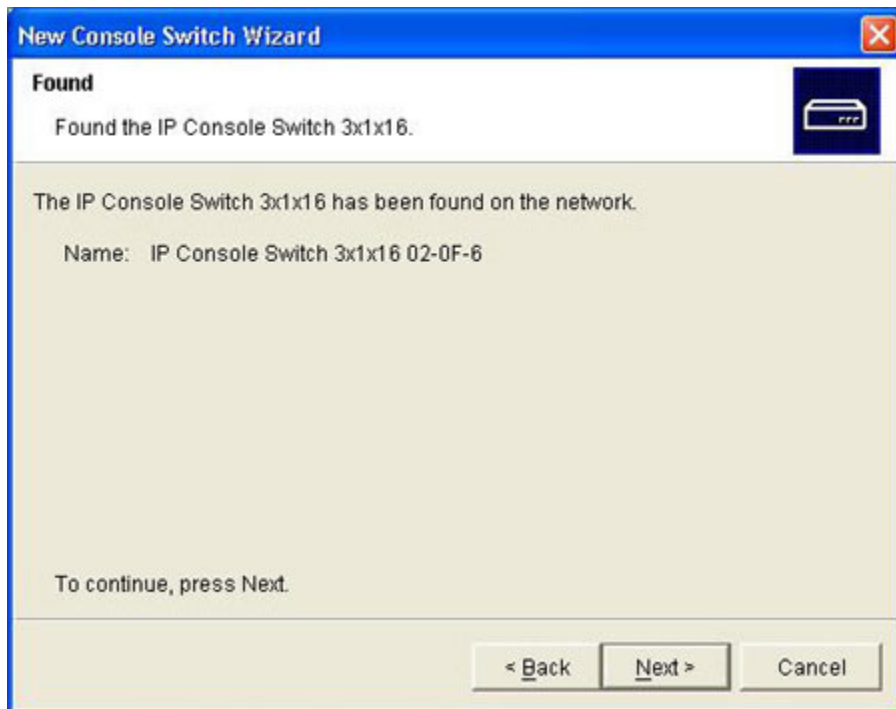 New Console Switch Wizard
Found
Found the IP Console Switch 3x1x16.
The IP Console Switch 3x1x16 has been found on the network.
Name: IP Console Switch 3x1x16 02-0F-6
To continue, press Next.
< Back Next > Cancel